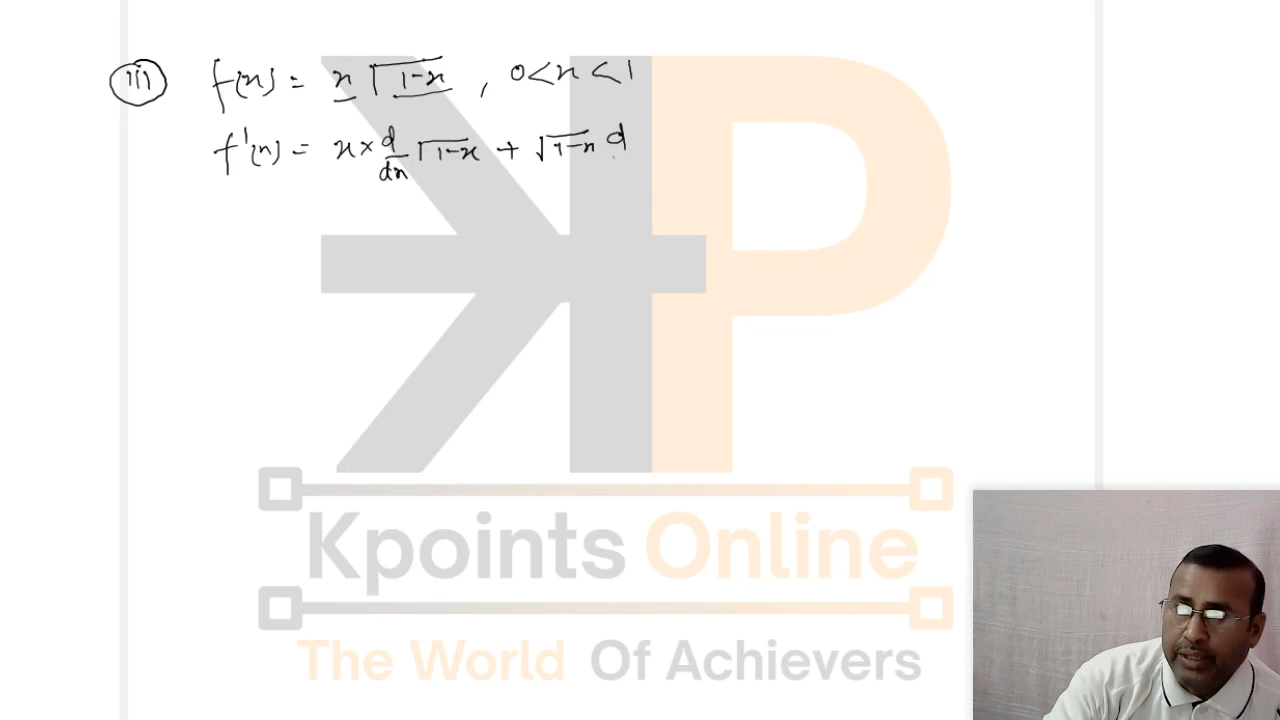 (iii) f(x) = x √1-x , 0<x<1
f'(x) = x × d/dx √1-x + √1-x d
Kpoints Online
The World Of Achievers